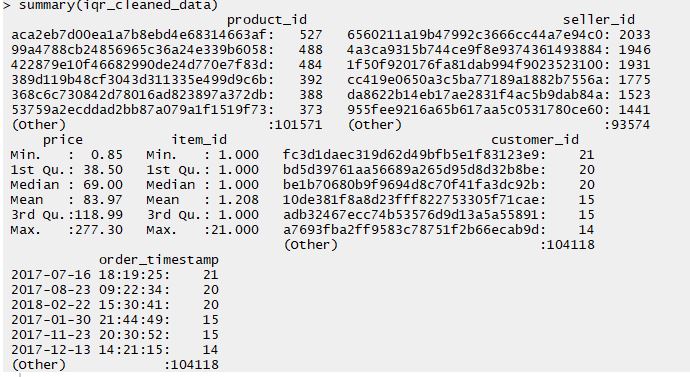 > summary(iqr_cleaned_data)
product_id seller_id
aca2eb7d00ea1a7b8ebd4e68314663af: 527 6560211a19b47992c3666cc44a7e94c0: 2033
99a4788cb24856965c36a24e339b6058: 488 4a3ca9315b744ce9f8e9374361493884: 1946
422879e10f46682990de24d770e7f83d: 484 1f50f920176fa81dab994f9023523100: 1931
389d119b48cf3043d311335e499d9c6b: 392 cc419e0650a3c5ba77189a1882b7556a: 1775
368c6c730842d78016ad823897a372db: 388 da8622b14eb17ae2831f4ac5b9dab84a: 1523
53759a2ecddad2bb87a079a1f1519f73: 373 955fee9216a65b617aa5c0531780ce60: 1441
(Other) :101571 (Other) :93574
price item_id customer_id
Min. : 0.85 Min. : 1.000 fc3d1daec319d62d49bfb5e1f83123e9: 21
1st Qu.: 38.50 1st Qu.: 1.000 bd5d39761aa56689a265d95d8d32b8be: 20
Median : 69.00 Median : 1.000 be1b70680b9f9694d8c70f41fa3dc92b: 20
Mean : 83.97 Mean : 1.208 10de381f8a8d23fff822753305f71cae: 15
3rd Qu.:118.99 3rd Qu.: 1.000 adb32467ecc74b53576d9d13a5a55891: 15
Max. :277.30 Max. :21.000 a7693fba2ff9583c78751f2b66ecab9d: 14
(Other) :104118
order_timestamp
2017-07-16 18:19:25: 21
2017-08-23 09:22:34: 20
2018-02-22 15:30:41: 20
2017-01-30 21:44:49: 15
2017-11-23 20:30:52: 15
2017-12-13 14:21:15: 14
(Other) :104118